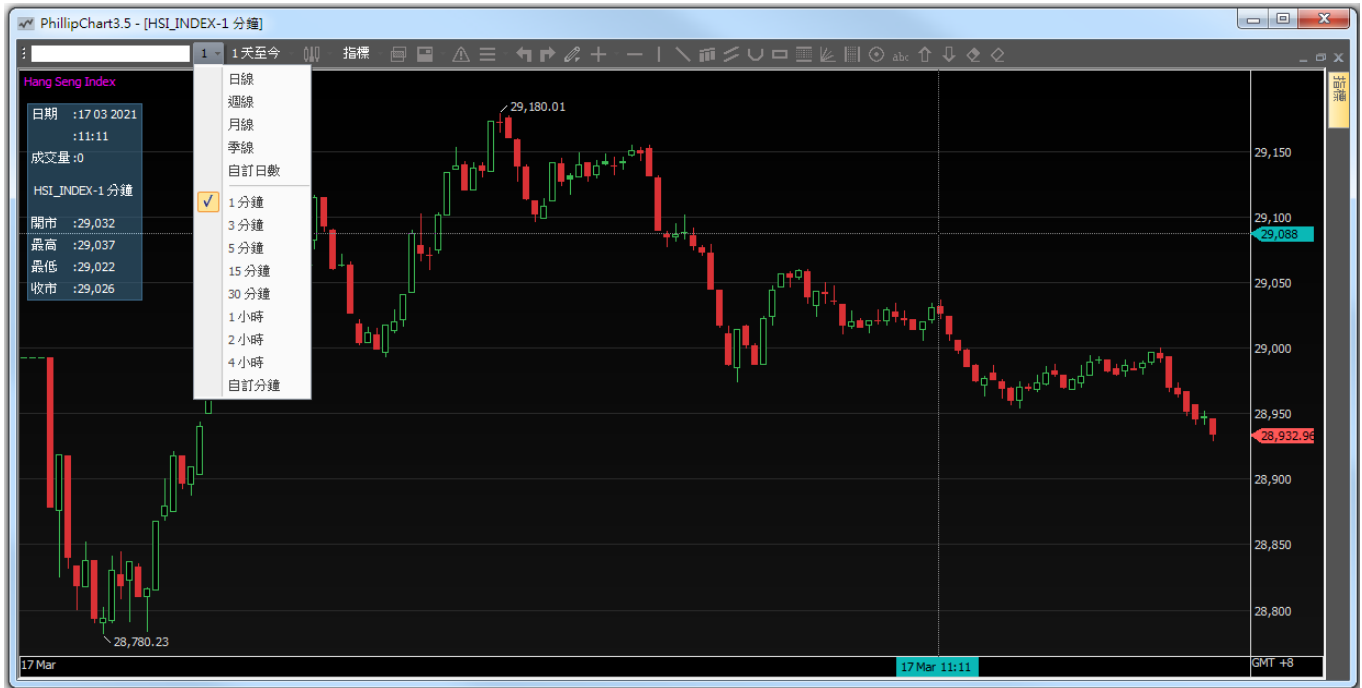 PhillipChart3.5 - [HSI_INDEX-1 分鐘]
1 1天至今 指標 abc
日線
週線
月線
季線
自訂日數
1 分鐘
3 分鐘
5 分鐘
15 分鐘
30 分鐘
1 小時
2 小時
4 小時
自訂分鐘
Hang Seng Index
日期 :17 03 2021
:11:11
成交量 :0
HSI_INDEX-1 分鐘
開市 :29,032
最高 :29,037
最低 :29,022
收市 :29,026
29,180.01
28,780.23
指標
29,150
29,100
29,088
29,050
29,000
28,950
28,932.96
28,900
28,850
28,800
17 Mar
17 Mar 11:11
GMT +8